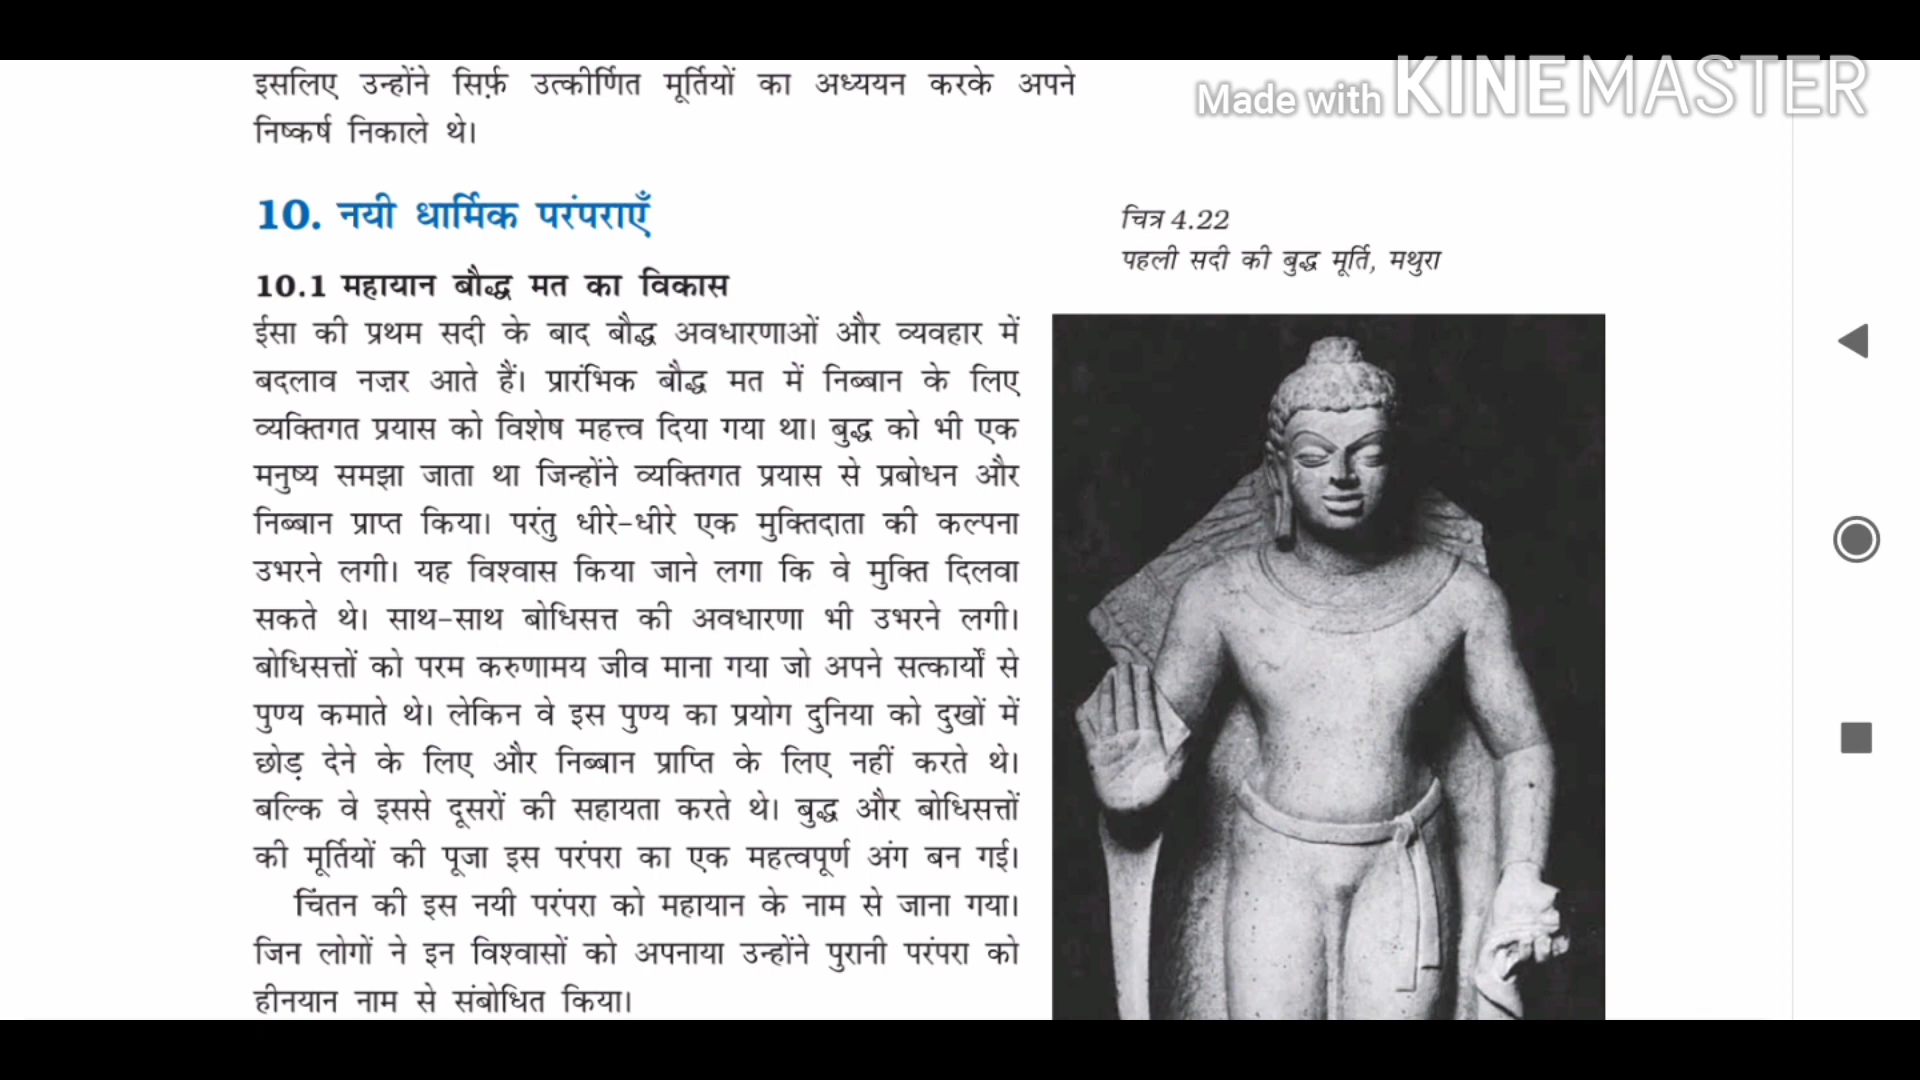 इसलिए उन्होंने सिर्फ़ उत्कीर्णित मूर्तियों का अध्ययन करके अपने
निष्कर्ष निकाले थे।
Made with KINEMASTER
10. नयी धार्मिक परंपराएँ
10.1 महायान बौद्ध मत का विकास
ईसा की प्रथम सदी के बाद बौद्ध अवधारणाओं और व्यवहार में
बदलाव नज़र आते हैं। प्रारंभिक बौद्ध मत में निब्बान के लिए
व्यक्तिगत प्रयास को विशेष महत्त्व दिया गया था। बुद्ध को भी एक
मनुष्य समझा जाता था जिन्होंने व्यक्तिगत प्रयास से प्रबोधन और
निब्बान प्राप्त किया। परंतु धीरे-धीरे एक मुक्तिदाता की कल्पना
उभरने लगी। यह विश्वास किया जाने लगा कि वे मुक्ति दिलवा
सकते थे। साथ-साथ बोधिसत्त की अवधारणा भी उभरने लगी।
बोधिसत्तों को परम करुणामय जीव माना गया जो अपने सत्कार्यों से
पुण्य कमाते थे। लेकिन वे इस पुण्य का प्रयोग दुनिया को दुखों में
छोड़ देने के लिए और निब्बान प्राप्ति के लिए नहीं करते थे।
बल्कि वे इससे दूसरों की सहायता करते थे। बुद्ध और बोधिसत्तों
की मूर्तियों की पूजा इस परंपरा का एक महत्वपूर्ण अंग बन गई।
चिंतन की इस नयी परंपरा को महायान के नाम से जाना गया।
जिन लोगों ने इन विश्वासों को अपनाया उन्होंने पुरानी परंपरा को
हीनयान नाम से संबोधित किया।
चित्र 4.22
पहली सदी की बुद्ध मूर्ति, मथुरा